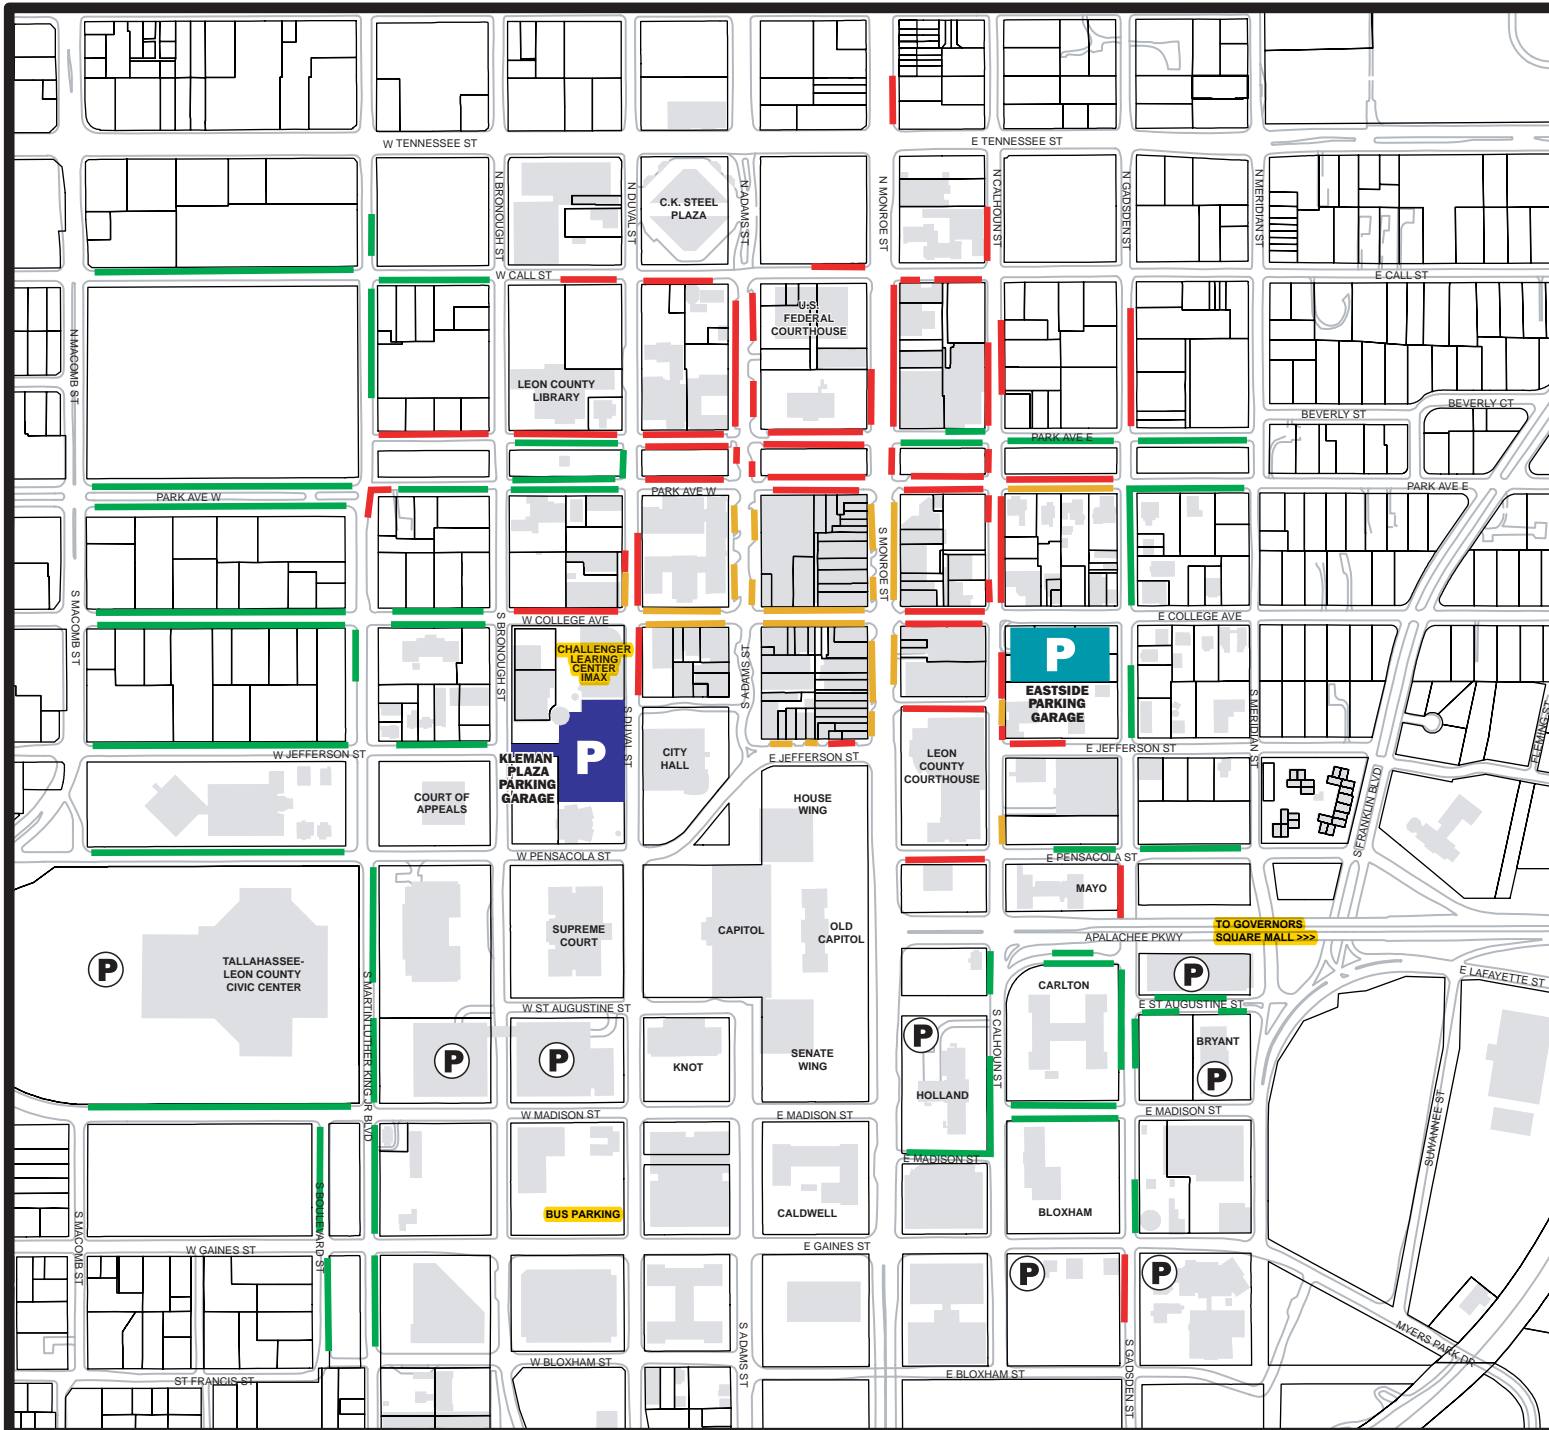 W TENNESSEE ST
E TENNESSEE ST
N BRONOUGH ST
N DUVAL ST
C.K. STEEL
PLAZA
N ADAMS ST
N MONROE ST
N CALHOUN ST
N GADSDEN ST
N MERIDIAN ST
W CALL ST
E CALL ST
N MACOMB ST
U.S.
FEDERAL
COURTHOUSE
LEON COUNTY
LIBRARY
BEVERLY ST
BEVERLY CT
PARK AVE E
PARK AVE W
PARK AVE W
PARK AVE E
S MONROE ST
S MACOMB ST
S BRONOUGH ST
W COLLEGE AVE
E COLLEGE AVE
CHALLENGER
LEARING
CENTER
IMAX
S ADAMS ST
P
EASTSIDE
PARKING
GARAGE
S MERIDIAN ST
FLEMING ST
S DUVAL ST
W JEFFERSON ST
E JEFFERSON ST
E JEFFERSON ST
KLEMAN
PLAZA
PARKING
GARAGE
P
CITY
HALL
LEON
COUNTY
COURTHOUSE
COURT OF
APPEALS
HOUSE
WING
S FRANKLIN BLVD
W PENSACOLA ST
E PENSACOLA ST
MAYO
TO GOVERNORS
SQUARE MALL >>>
APALACHEE PKWY
SUPREME
COURT
CAPITOL
OLD
CAPITOL
P
TALLAHASSEE-
LEON COUNTY
CIVIC CENTER
S MARTIN LUTHER KING JR BLVD
P
E LAFAYETTE ST
CARLTON
W ST AUGUSTINE ST
E ST AUGUSTINE ST
S CALHOUN ST
P
BRYANT
P
P
P
KNOT
SENATE
WING
HOLLAND
W MADISON ST
E MADISON ST
E MADISON ST
E MADISON ST
SUWANNEE ST
S BOULEVARD ST
S MACOMB ST
BUS PARKING
CALDWELL
BLOXHAM
W GAINES ST
E GAINES ST
P
P
S ADAMS ST
S GADSDEN ST
MYERS PARK DR
W BLOXHAM ST
E BLOXHAM ST
ST FRANCIS ST